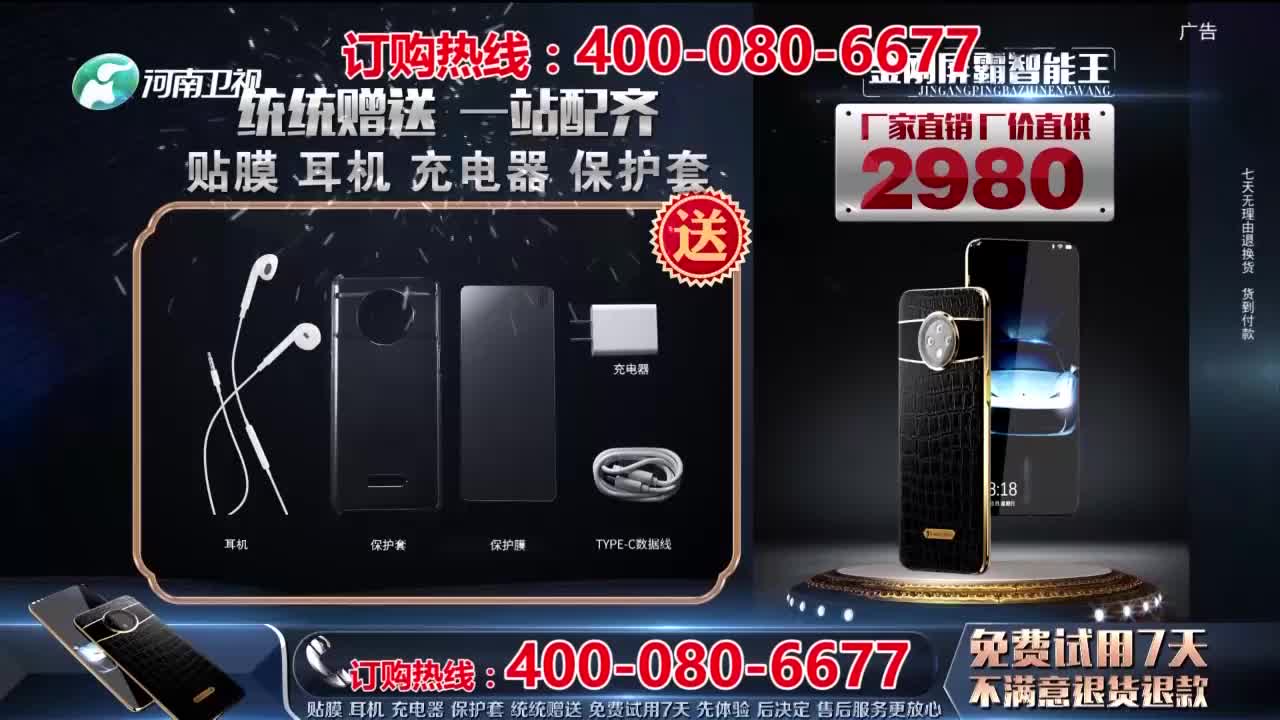 广告
订购热线：400-080-6677
河南卫视
金刚屏霸智能王
JINGANGPINGBAZHINENGWANG
统统赠送 一站配齐
贴膜 耳机 充电器 保护套
送
厂家直销 厂价直供
2980
七天无理由退换货 货到付款
充电器
耳机
保护套
保护膜
TYPE-C数据线
8:18
订购热线：400-080-6677
免费试用7天
不满意退货退款
贴膜 耳机 充电器 保护套 统统赠送 免费试用7天 先体验 后决定 售后服务更放心